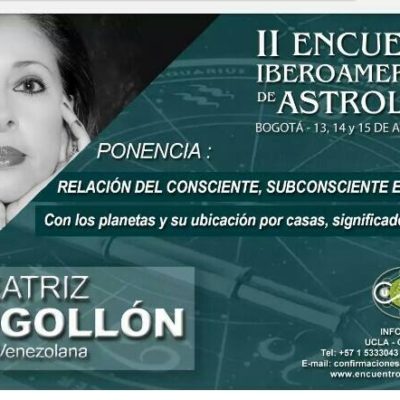 II ENCUE
IBEROAMER
DE ASTROL
BOGOTÁ - 13, 14 y 15 DE A
PONENCIA :
RELACIÓN DEL CONSCIENTE, SUBCONSCIENTE E
Con los planetas y su ubicación por casas, significado
ATRIZ
GOLLÓN
Venezolana
INFO
UCLA - C
Tel: +57 1 5333043
E-mail: confirmaciones
www.encuentro